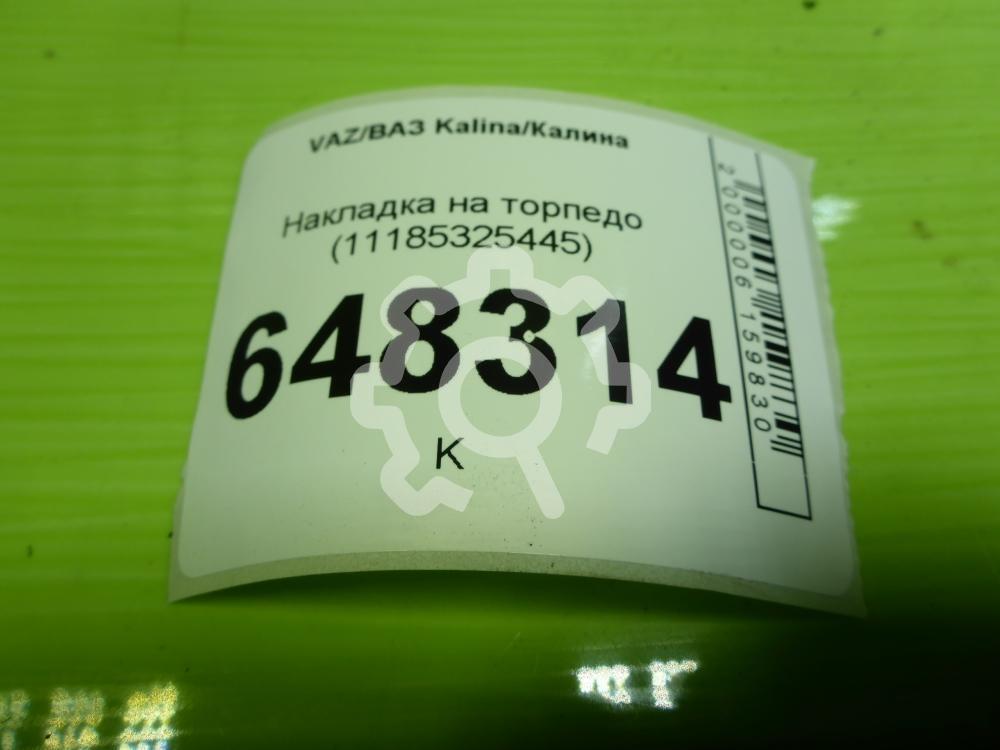 VAZ/ВАЗ Kalina/Калина
Накладка на торпедо
(11185325445)
648314
К
2000006159830